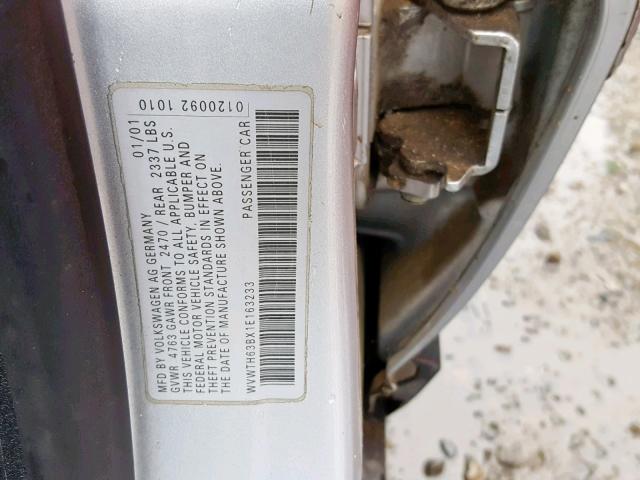 MFD BY VOLKSWAGEN AG GERMANY 01/01
GVWR 4763 GAWR FRONT 2470 / REAR 2337 LBS
THIS VEHICLE CONFORMS TO ALL APPLICABLE U.S.
FEDERAL MOTOR VEHICLE SAFETY, BUMPER AND
THEFT PREVENTION STANDARDS IN EFFECT ON
THE DATE OF MANUFACTURE SHOWN ABOVE.
WVWTH63BX1E163233 PASSENGER CAR
0120092 1010